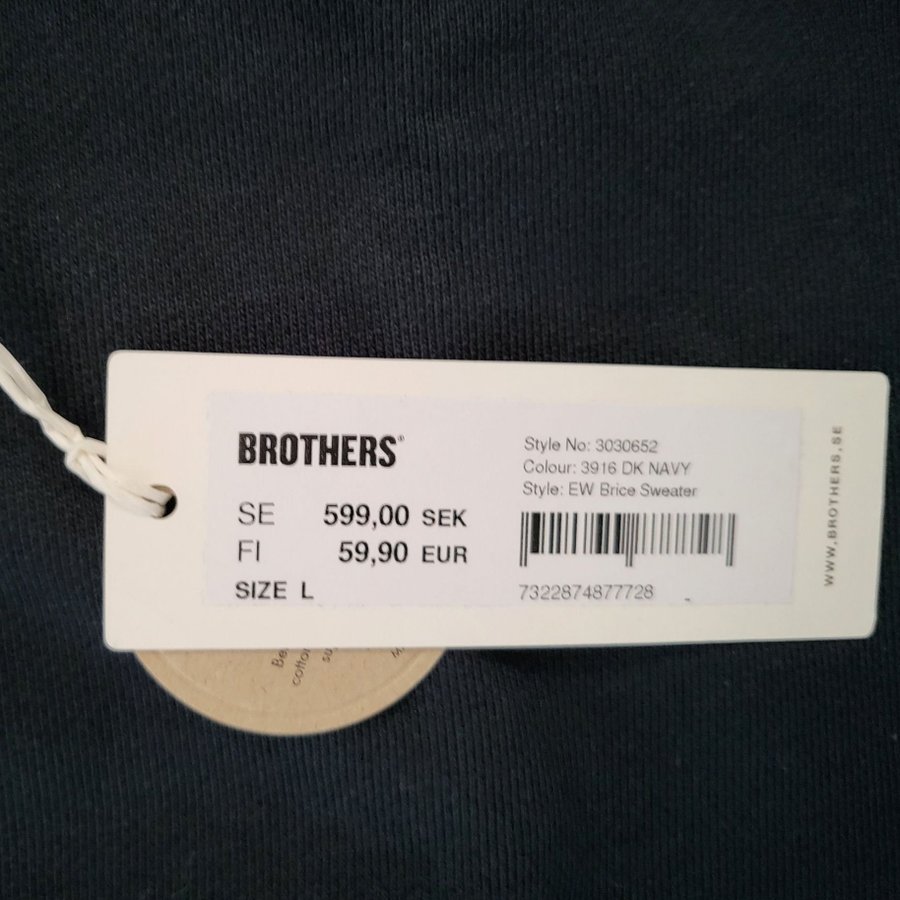 BROTHERS®
SE 599,00 SEK
FI 59,90 EUR
SIZE L
Style No: 3030652
Colour: 3916 DK NAVY
Style: EW Brice Sweater
7322874877728
WWW.BROTHERS.SE